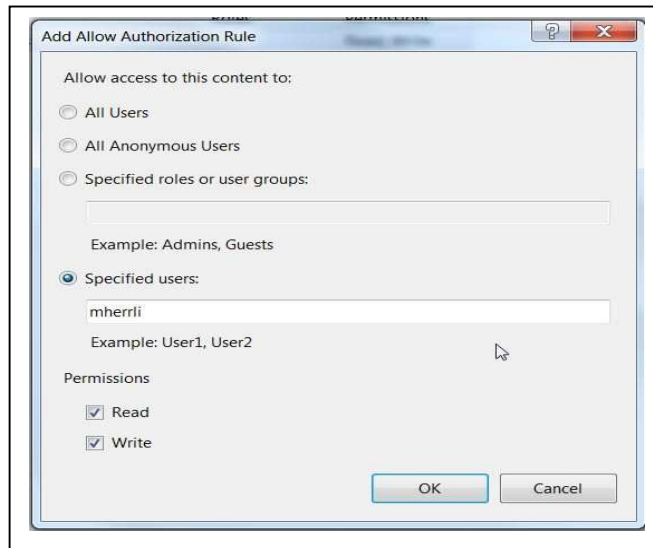 Add Allow Authorization Rule
Allow access to this content to:
All Users
All Anonymous Users
Specified roles or user groups:
Example: Admins, Guests
Specified users:
mherrli
Example: User1, User2
Permissions
Read
Write
OK
Cancel